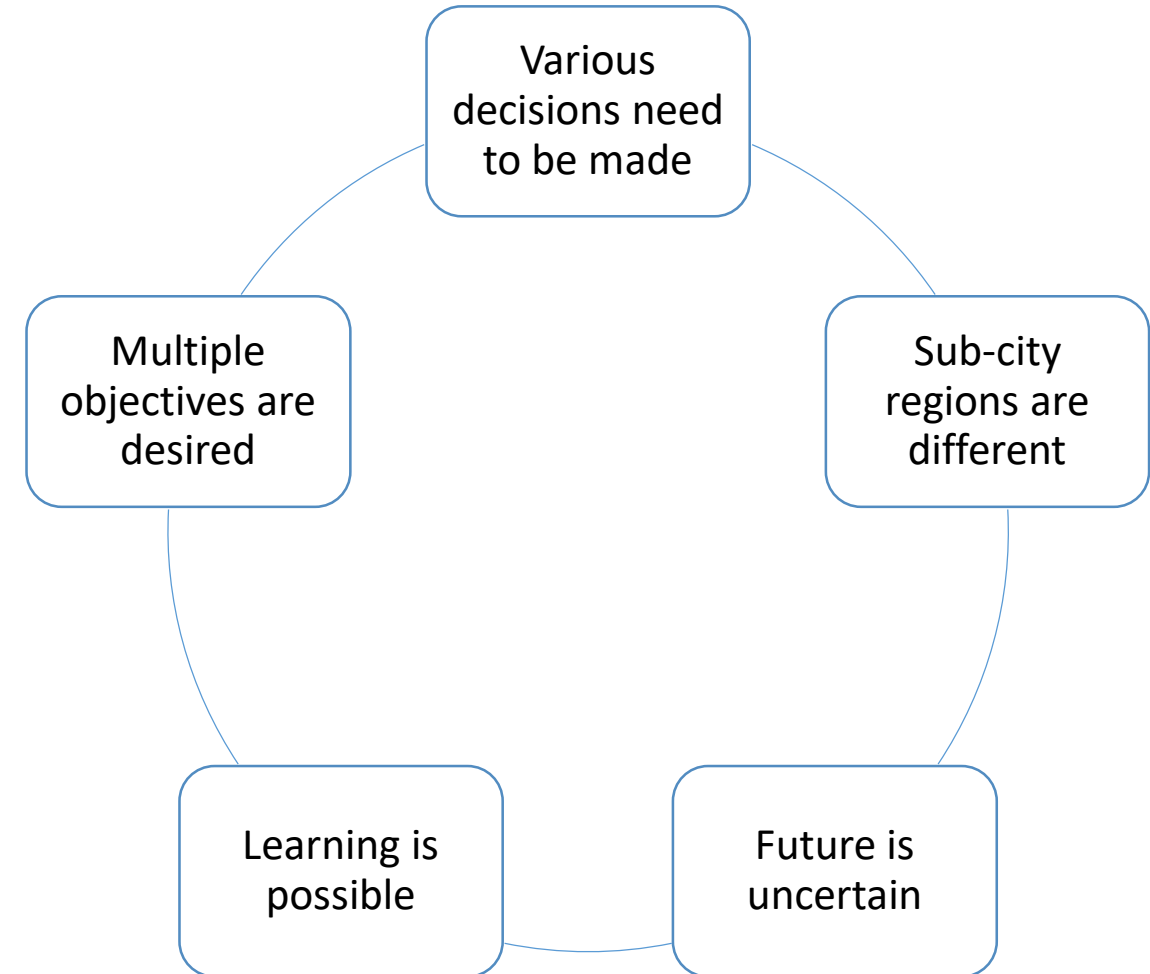 Various
decisions need
to be made
Sub-city
regions are
different
Future is
uncertain
Learning is
possible
Multiple
objectives are
desired